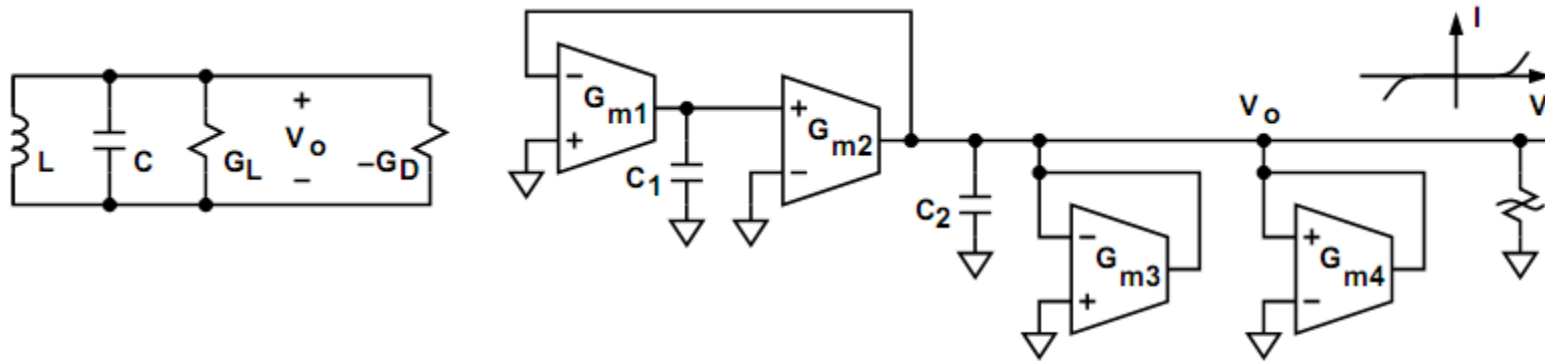 I
V
+
V_o
−
L
C
G_L
−G_D
−
G_m1
+
C_1
+
G_m2
−
C_2
−
G_m3
+
V_o
+
G_m4
−